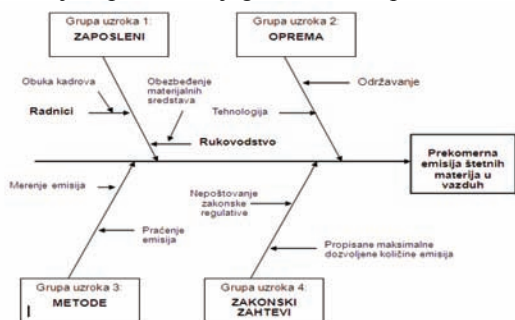 Grupa uzroka 1:
ZAPOSLENI
Grupa uzroka 2:
OPREMA
Obuka kadrova
Obezbeđenje
materijalnih
sredstava
Održavanje
Radnici
Tehnologija
Rukovodstvo
Prekomerna
emisija štetnih
materija u
vazduh
Merenje emisija
Nepoštovanje
zakonske
regulative
Praćenje
emisija
Propisane maksimalne
dozvoljene količine emisija
Grupa uzroka 3:
METODE
Grupa uzroka 4:
ZAKONSKI
ZAHTEVI